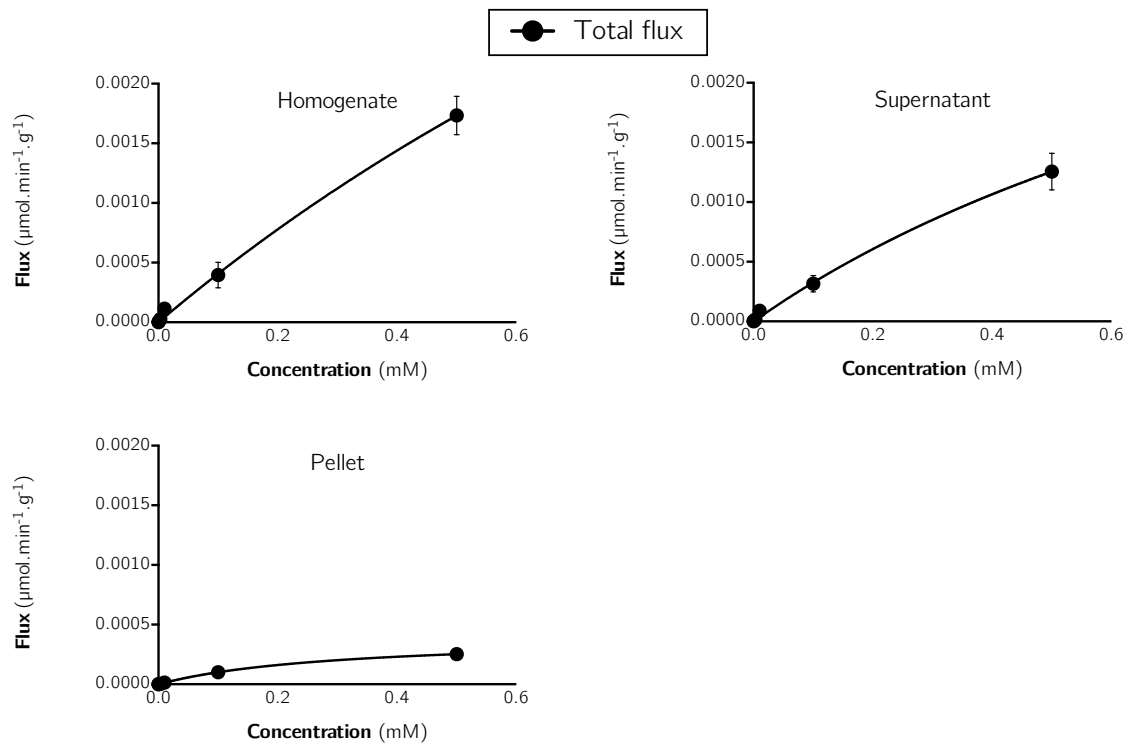 Total flux
Homogenate
Flux (µmol.min⁻¹.g⁻¹)
0.0020
0.0015
0.0010
0.0005
0.0000
0.0 0.2 0.4 0.6
Concentration (mM)
Supernatant
Flux (µmol.min⁻¹.g⁻¹)
0.0020
0.0015
0.0010
0.0005
0.0000
0.0 0.2 0.4 0.6
Concentration (mM)
Pellet
Flux (µmol.min⁻¹.g⁻¹)
0.0020
0.0015
0.0010
0.0005
0.0000
0.0 0.2 0.4 0.6
Concentration (mM)